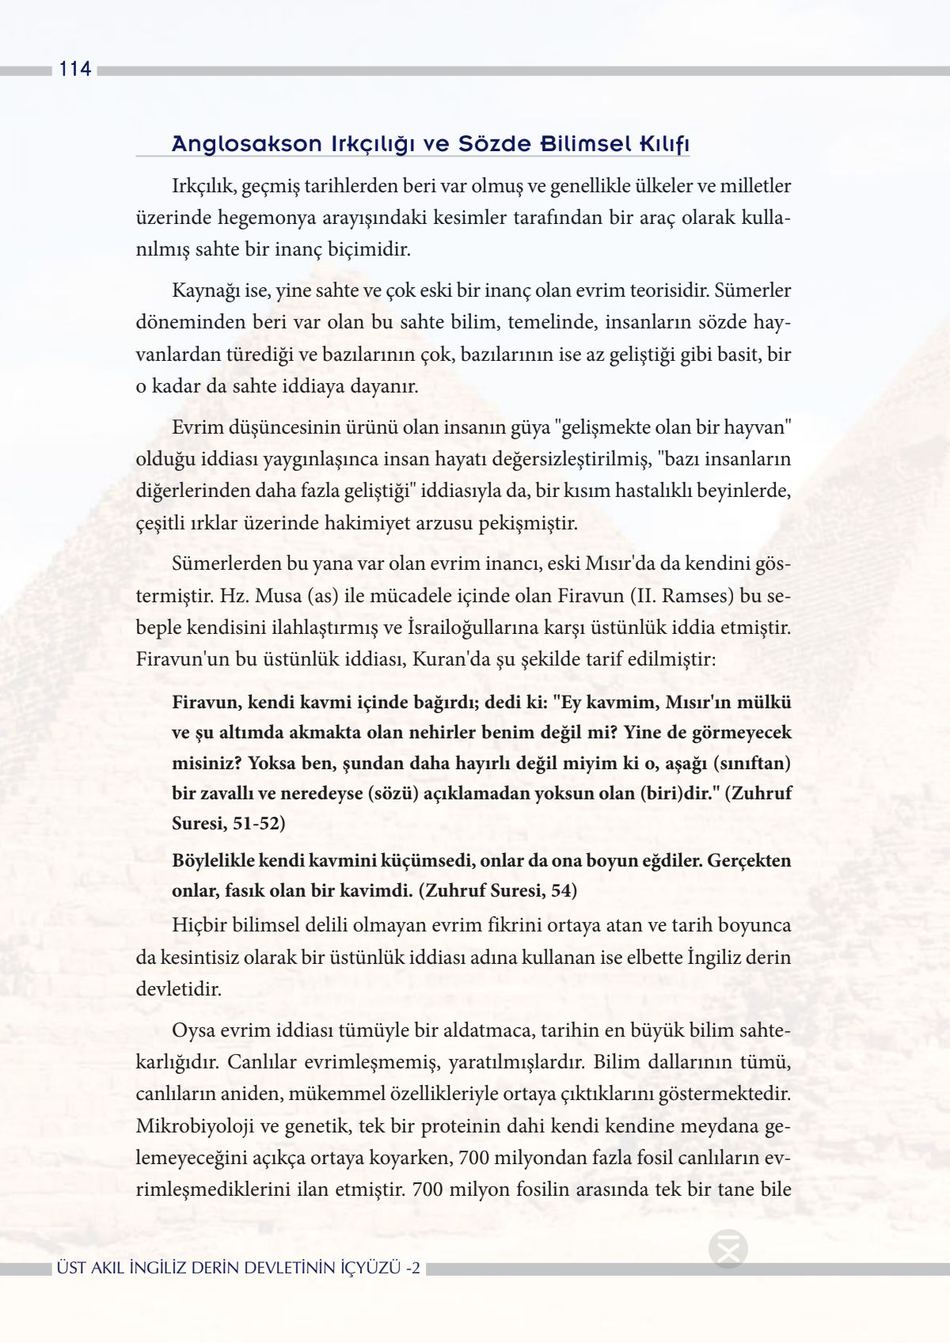 114
Anglosakson Irkçılığı ve Sözde Bilimsel Kılıfı
Irkçılık, geçmiş tarihlerden beri var olmuş ve genellikle ülkeler ve milletler
üzerinde hegemonya arayışındaki kesimler tarafından bir araç olarak kulla-
nılmış sahte bir inanç biçimidir.
Kaynağı ise, yine sahte ve çok eski bir inanç olan evrim teorisidir. Sümerler
döneminden beri var olan bu sahte bilim, temelinde, insanların sözde hay-
vanlardan türediği ve bazılarının çok, bazılarının ise az geliştiği gibi basit, bir
o kadar da sahte iddiaya dayanır.
Evrim düşüncesinin ürünü olan insanın güya "gelişmekte olan bir hayvan"
olduğu iddiası yaygınlaşınca insan hayatı değersizleştirilmiş, "bazı insanların
diğerlerinden daha fazla geliştiği" iddiasıyla da, bir kısım hastalıklı beyinlerde,
çeşitli ırklar üzerinde hakimiyet arzusu pekişmiştir.
Sümerlerden bu yana var olan evrim inancı, eski Mısır'da da kendini gös-
termiştir. Hz. Musa (as) ile mücadele içinde olan Firavun (II. Ramses) bu se-
beple kendisini ilahlaştırmış ve İsrailoğullarına karşı üstünlük iddia etmiştir.
Firavun'un bu üstünlük iddiası, Kuran'da şu şekilde tarif edilmiştir:
Firavun, kendi kavmi içinde bağırdı; dedi ki: "Ey kavmim, Mısır'ın mülkü
ve şu altımda akmakta olan nehirler benim değil mi? Yine de görmeyecek
misiniz? Yoksa ben, şundan daha hayırlı değil miyim ki o, aşağı (sınıftan)
bir zavallı ve neredeyse (sözü) açıklamadan yoksun olan (biri)dir." (Zuhruf
Suresi, 51-52)
Böylelikle kendi kavmini küçümsedi, onlar da ona boyun eğdiler. Gerçekten
onlar, fasık olan bir kavimdi. (Zuhruf Suresi, 54)
Hiçbir bilimsel delili olmayan evrim fikrini ortaya atan ve tarih boyunca
da kesintisiz olarak bir üstünlük iddiası adına kullanan ise elbette İngiliz derin
devletidir.
Oysa evrim iddiası tümüyle bir aldatmaca, tarihin en büyük bilim sahte-
karlığıdır. Canlılar evrimleşmemiş, yaratılmışlardır. Bilim dallarının tümü,
canlıların aniden, mükemmel özellikleriyle ortaya çıktıklarını göstermektedir.
Mikrobiyoloji ve genetik, tek bir proteinin dahi kendi kendine meydana ge-
lemeyeceğini açıkça ortaya koyarken, 700 milyondan fazla fosil canlıların ev-
rimleşmediklerini ilan etmiştir. 700 milyon fosilin arasında tek bir tane bile
ÜST AKIL İNGİLİZ DERİN DEVLETİNİN İÇYÜZÜ -2